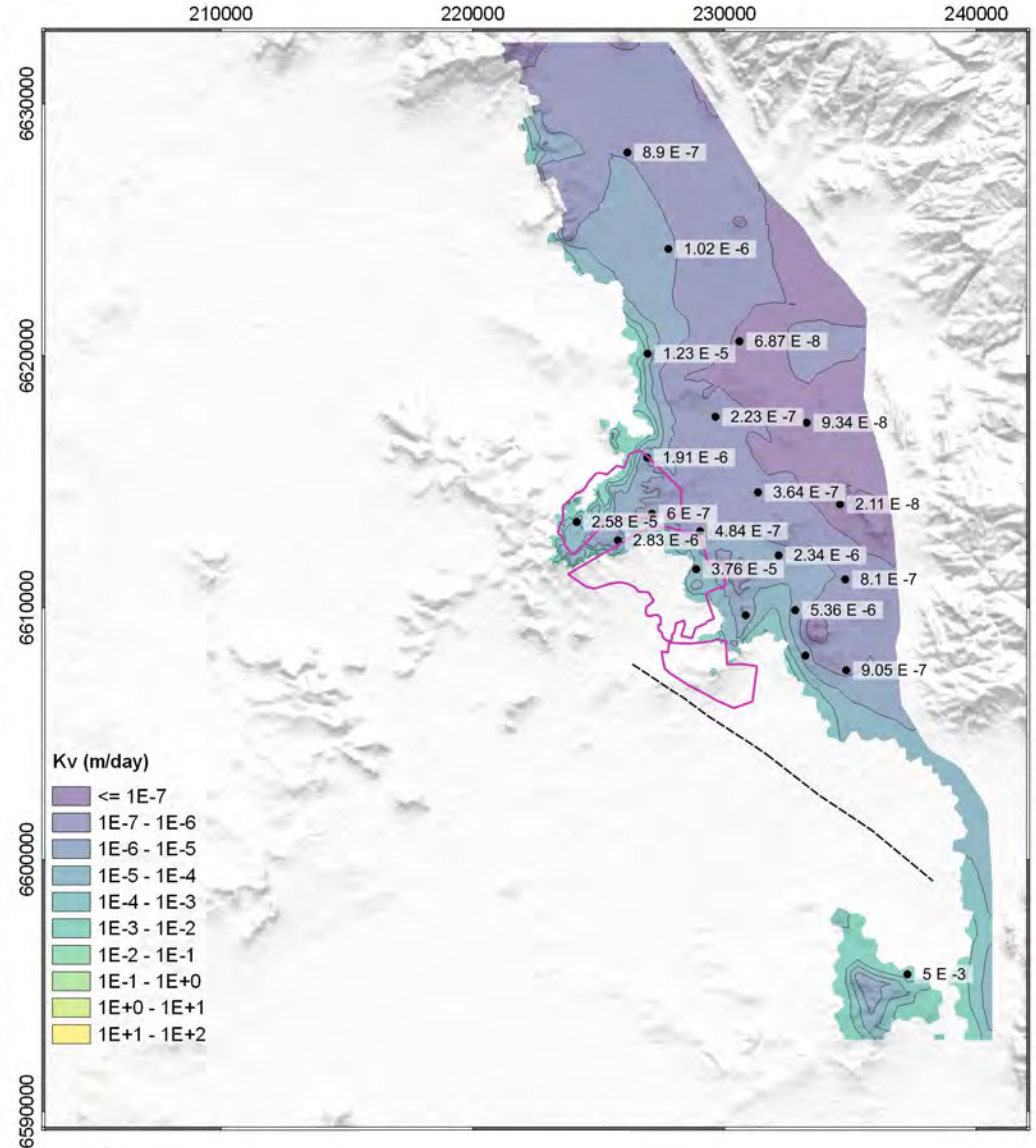 210000
220000
230000
240000
6630000
6620000
6610000
6600000
6590000
8.9 E -7
1.02 E -6
6.87 E -8
1.23 E -5
2.23 E -7
9.34 E -8
1.91 E -6
3.64 E -7
2.11 E -8
6 E -7
2.58 E -5
4.84 E -7
2.83 E -6
2.34 E -6
3.76 E -5
8.1 E -7
5.36 E -6
9.05 E -7
5 E -3
Kv (m/day)
<= 1E-7
1E-7 - 1E-6
1E-6 - 1E-5
1E-5 - 1E-4
1E-4 - 1E-3
1E-3 - 1E-2
1E-2 - 1E-1
1E-1 - 1E+0
1E+0 - 1E+1
1E+1 - 1E+2